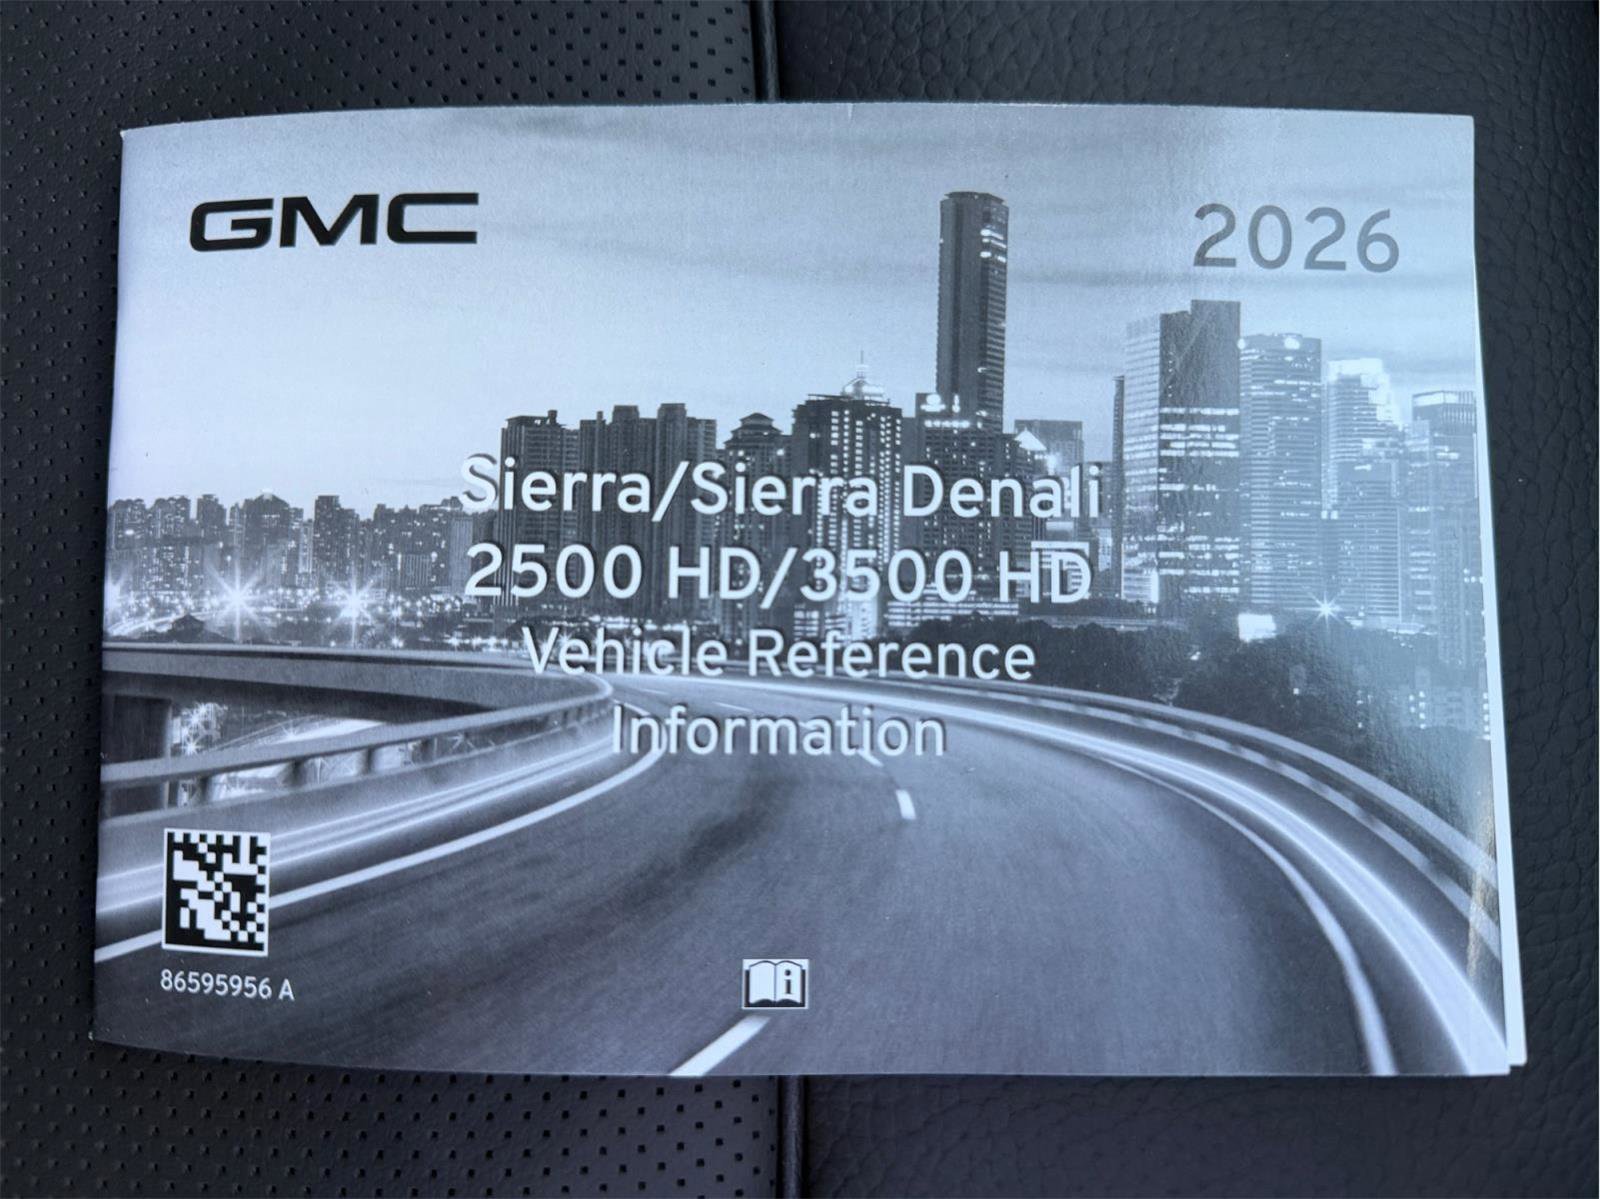 GMC
2026
Sierra/Sierra Denali
2500 HD/3500 HD
Vehicle Reference
Information
86595956 A
i